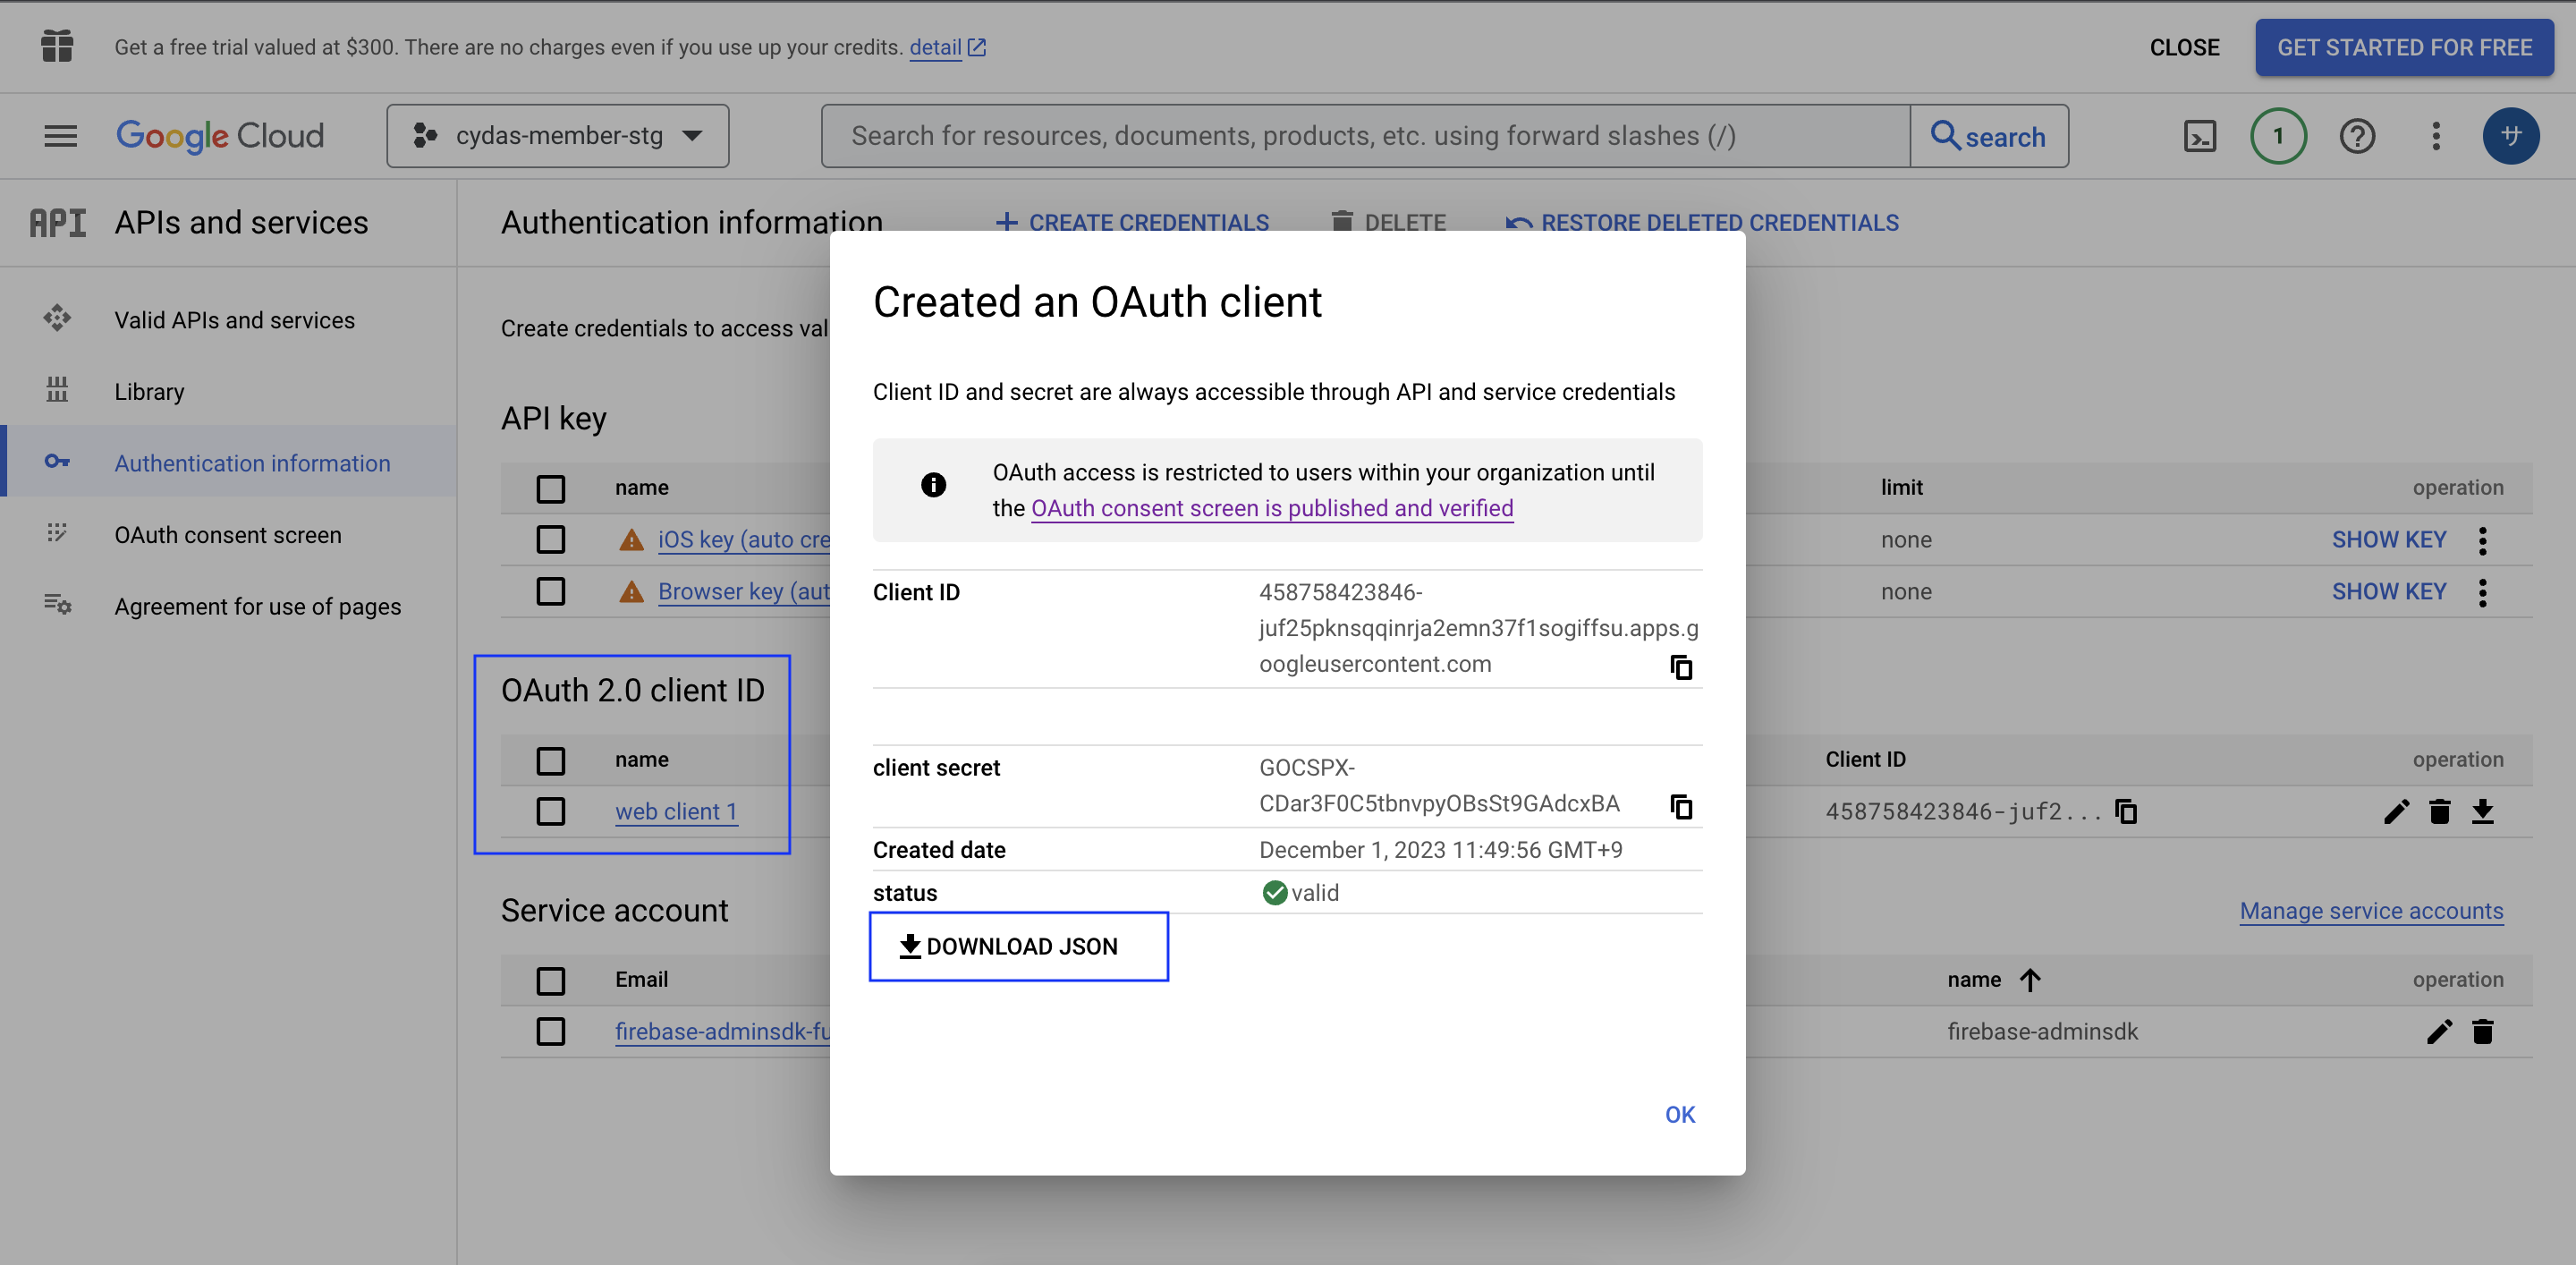 Get a free trial valued at $300. There are no charges even if you use up your credits. detail
CLOSE
GET STARTED FOR FREE
Google Cloud
cydas-member-stg
Search for resources, documents, products, etc. using forward slashes (/)
search
1
サ
API
APIs and services
Authentication information
CREATE CREDENTIALS
DELETE
RESTORE DELETED CREDENTIALS
Valid APIs and services
Library
Authentication information
OAuth consent screen
Agreement for use of pages
Create credentials to access val
API key
name
limit
operation
iOS key (auto cre
none
SHOW KEY
Browser key (aut
none
SHOW KEY
OAuth 2.0 client ID
name
Client ID
operation
web client 1
458758423846-juf2...
Service account
Manage service accounts
Email
name
operation
firebase-adminsdk-fu
firebase-adminsdk
Created an OAuth client
Client ID and secret are always accessible through API and service credentials
OAuth access is restricted to users within your organization until
the OAuth consent screen is published and verified
Client ID
458758423846-
juf25pknsqqinrja2emn37f1sogiffsu.apps.g
oogleusercontent.com
client secret
GOCSPX-
CDar3F0C5tbnvpyOBsSt9GAdcxBA
Created date
December 1, 2023 11:49:56 GMT+9
status
valid
DOWNLOAD JSON
OK